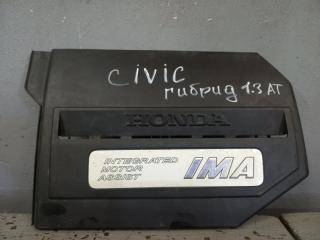 civic
гибрид 1.3 AT
HONDA
INTEGRATED
MOTOR
ASSIST
IMA